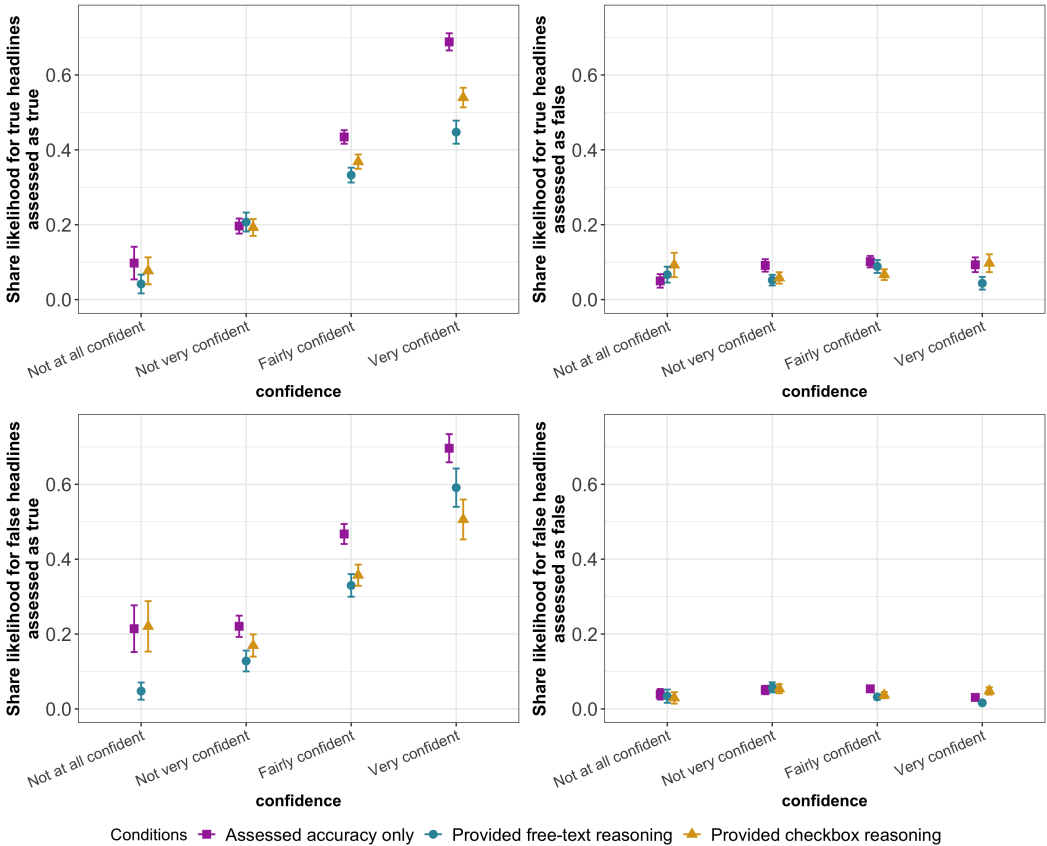 Share likelihood for true headlines
assessed as true
0.6
0.4
0.2
0.0
Not at all confident
Not very confident
Fairly confident
Very confident
confidence
Share likelihood for true headlines
assessed as false
0.6
0.4
0.2
0.0
Not at all confident
Not very confident
Fairly confident
Very confident
confidence
Share likelihood for false headlines
assessed as true
0.6
0.4
0.2
0.0
Not at all confident
Not very confident
Fairly confident
Very confident
confidence
Share likelihood for false headlines
assessed as false
0.6
0.4
0.2
0.0
Not at all confident
Not very confident
Fairly confident
Very confident
confidence
Conditions Assessed accuracy only Provided free-text reasoning Provided checkbox reasoning